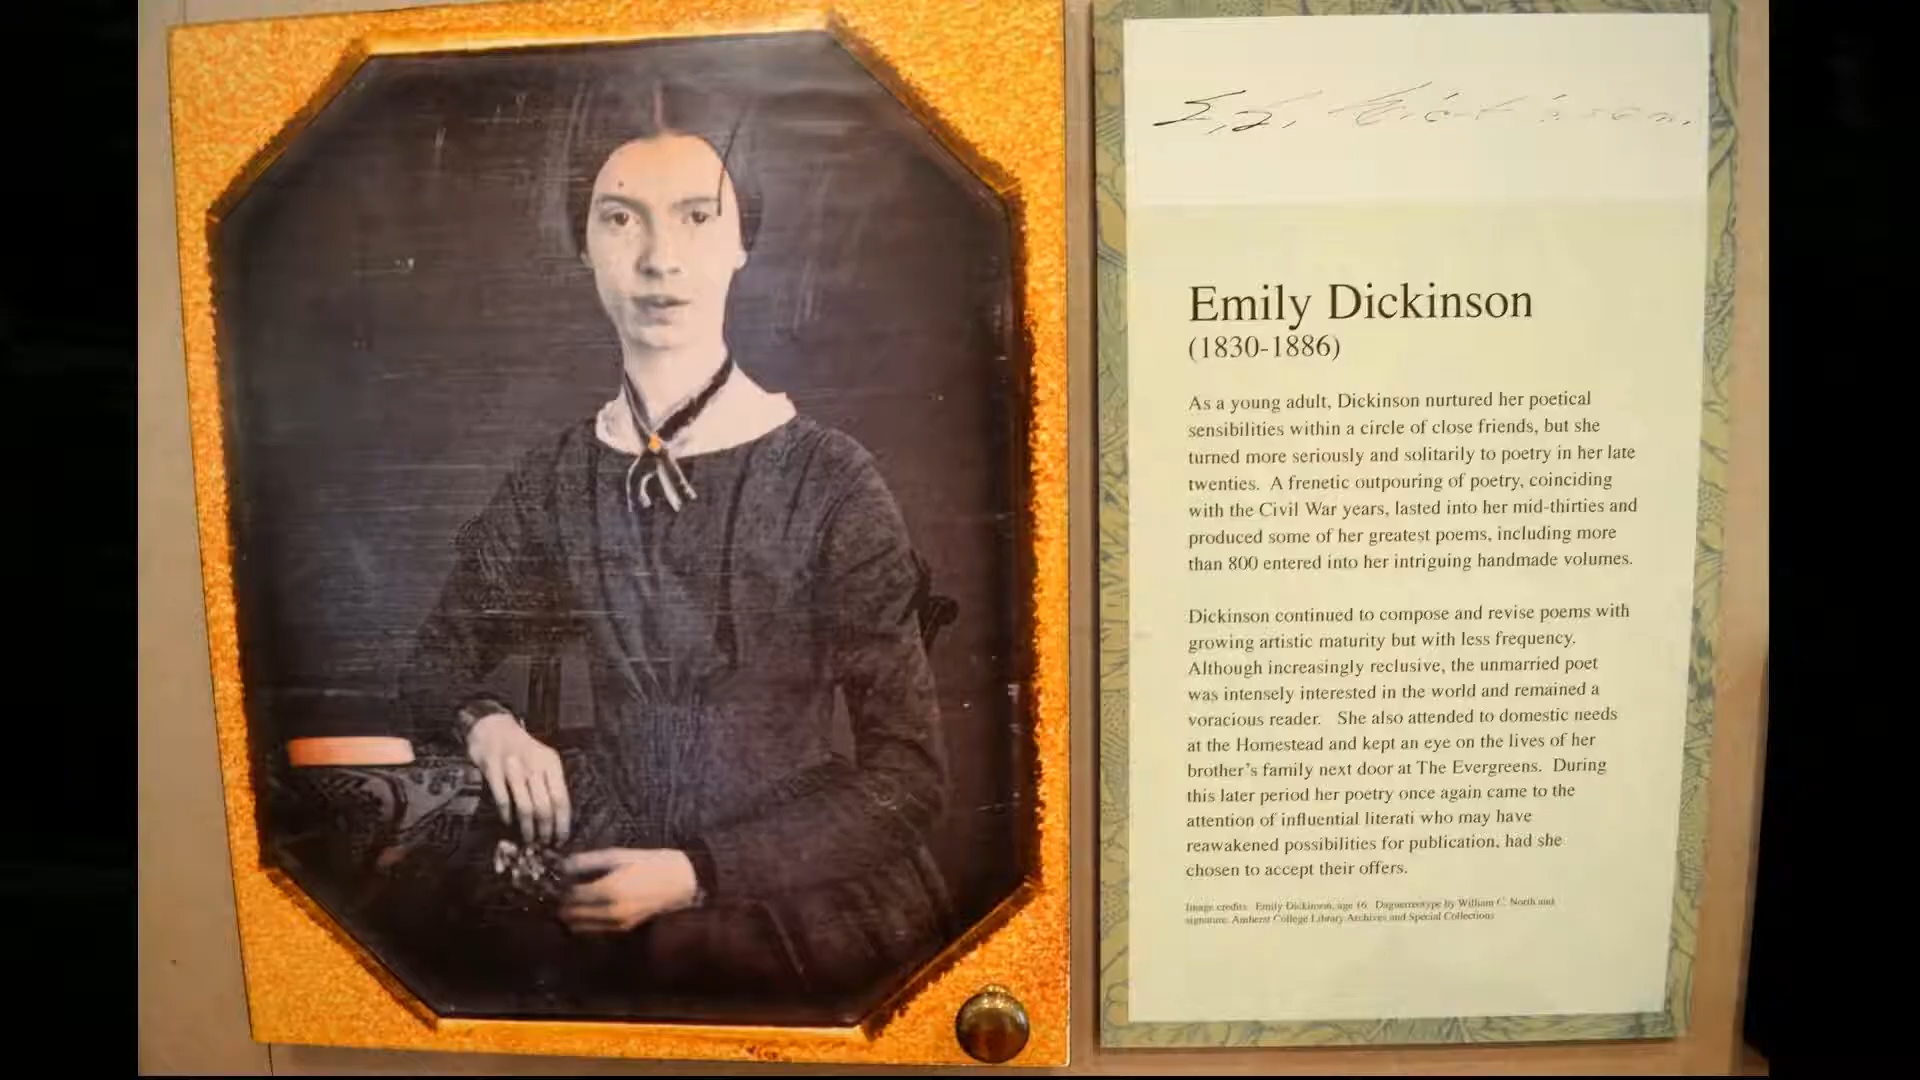 E. Dickinson.
Emily Dickinson
(1830-1886)
As a young adult, Dickinson nurtured her poetical
sensibilities within a circle of close friends, but she
turned more seriously and solitarily to poetry in her late
twenties. A frenetic outpouring of poetry, coinciding
with the Civil War years, lasted into her mid-thirties and
produced some of her greatest poems, including more
than 800 entered into her intriguing handmade volumes.
Dickinson continued to compose and revise poems with
growing artistic maturity but with less frequency.
Although increasingly reclusive, the unmarried poet
was intensely interested in the world and remained a
voracious reader. She also attended to domestic needs
at the Homestead and kept an eye on the lives of her
brother's family next door at The Evergreens. During
this later period her poetry once again came to the
attention of influential literati who may have
reawakened possibilities for publication, had she
chosen to accept their offers.
Image credits: Emily Dickinson, age 16. Daguerreotype by William C. North and
signature. Amherst College Library Archives and Special Collections